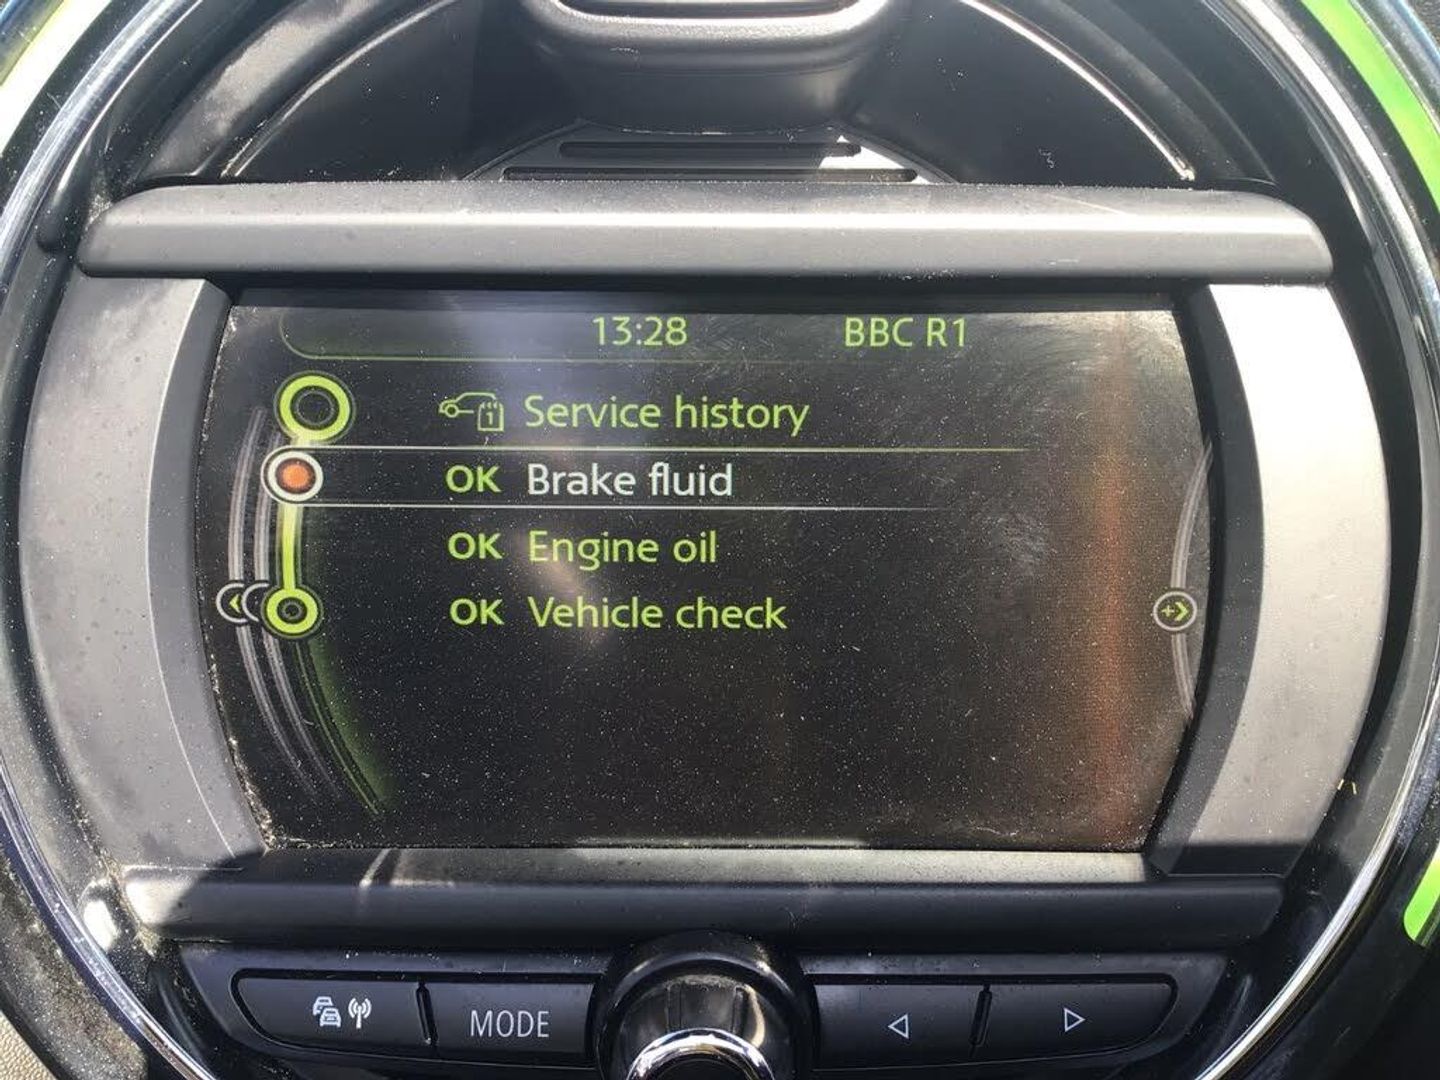 13:28 BBC R1
Service history
OK Brake fluid
OK Engine oil
OK Vehicle check
MODE